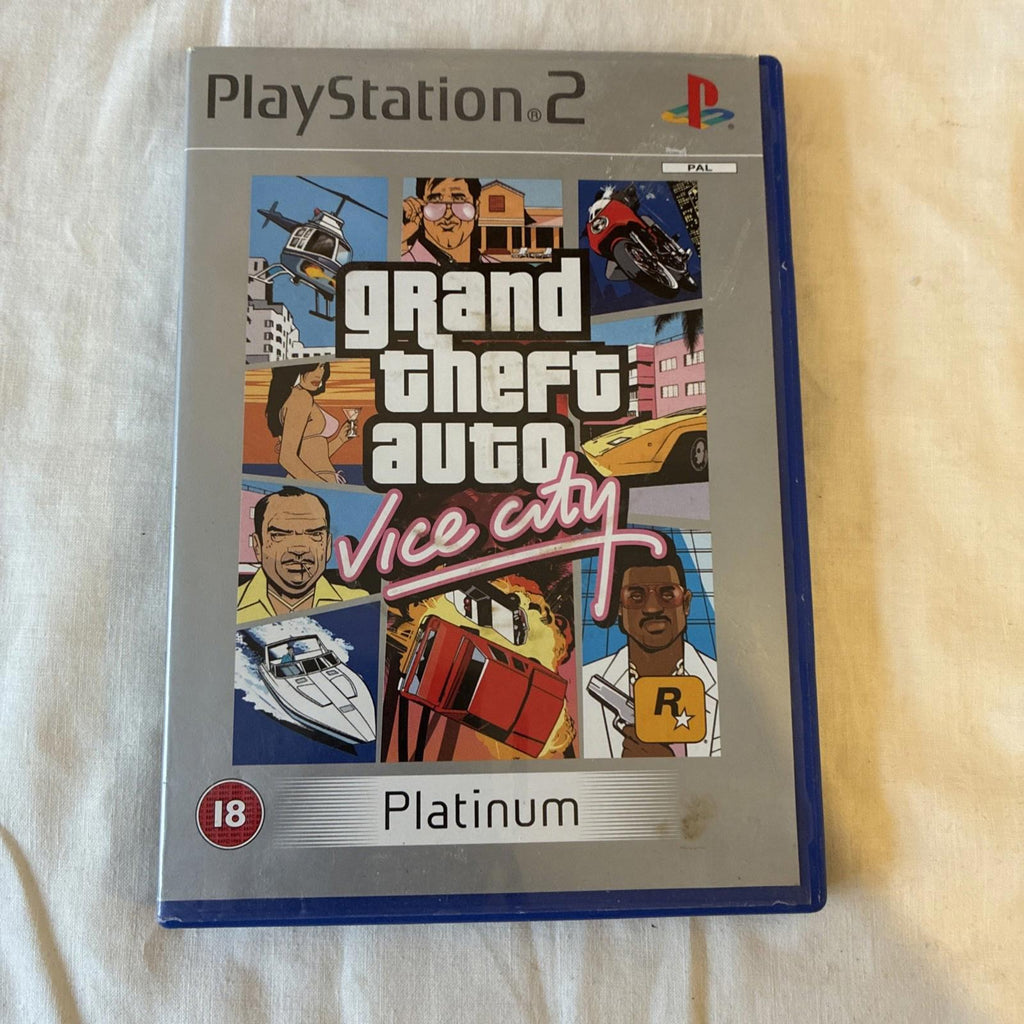 PlayStation®2
PAL
grand
theft
auto
vice city
R
18
Platinum